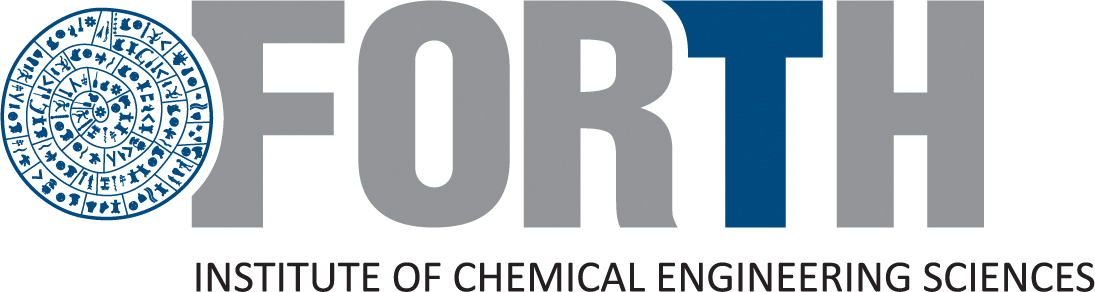 FORTH
INSTITUTE OF CHEMICAL ENGINEERING SCIENCES